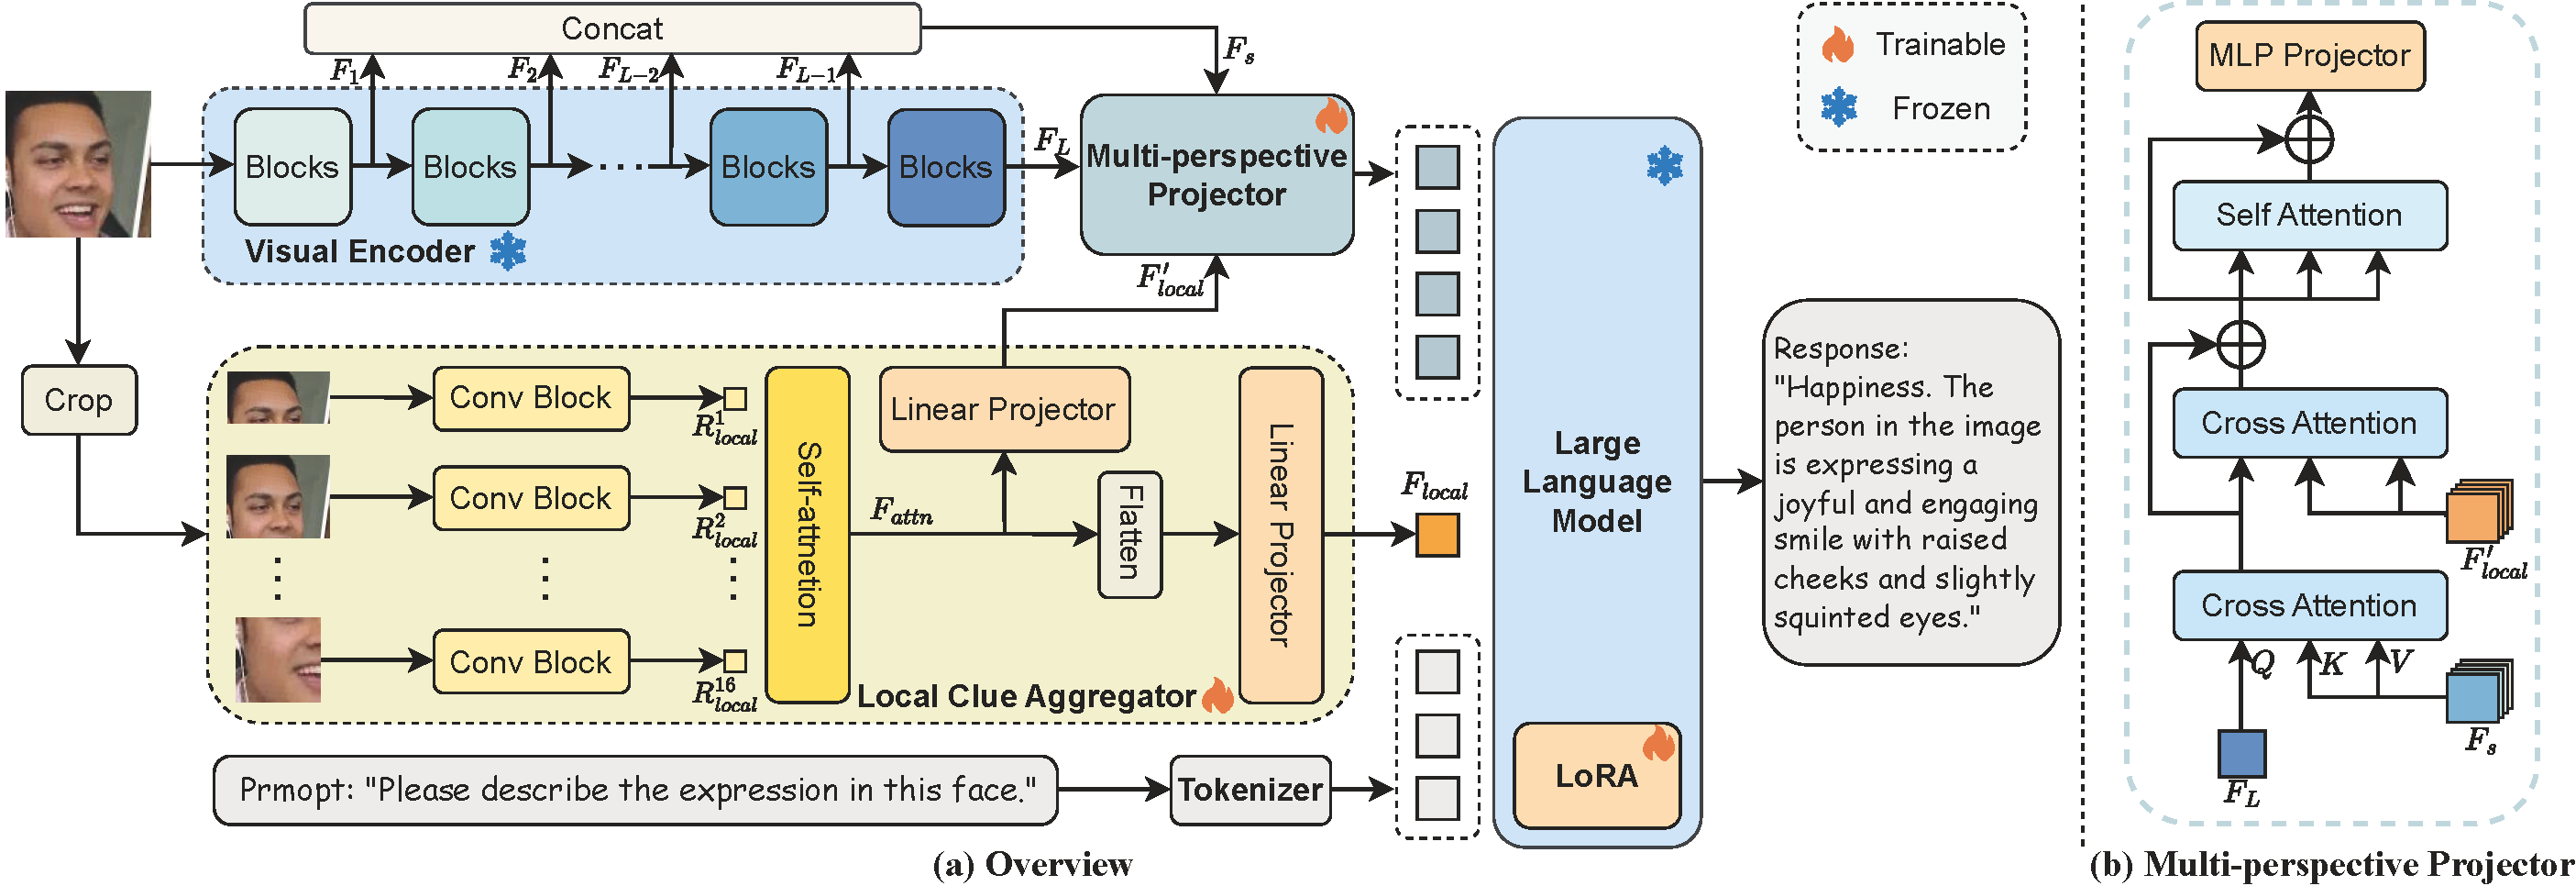 Concat
F_1
F_2
F_{L-2}
F_{L-1}
F_s
Blocks
Blocks
...
Blocks
Blocks
Visual Encoder
F_L
Multi-perspective
Projector
F'_{local}
Trainable
Frozen
Crop
Conv Block
R^1_{local}
Conv Block
R^2_{local}
Conv Block
R^{16}_{local}
Self-attnetion
Linear Projector
F_{attn}
Flatten
Linear Projector
Local Clue Aggregator
F_{local}
Prmopt: "Please describe the expression in this face."
Tokenizer
Large
Language
Model
LoRA
Response:
"Happiness. The
person in the image
is expressing a
joyful and engaging
smile with raised
cheeks and slightly
squinted eyes."
(a) Overview
MLP Projector
Self Attention
Cross Attention
F'_{local}
Cross Attention
Q
K
V
F_s
F_L
(b) Multi-perspective Projector